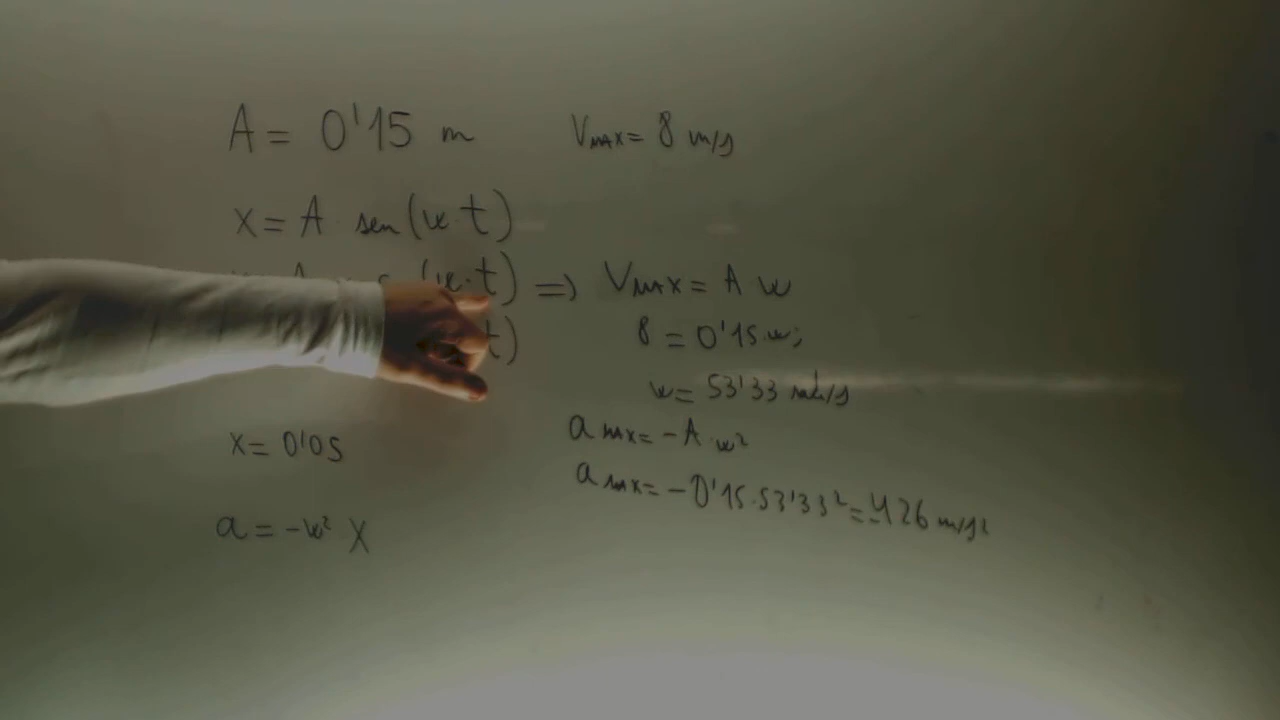 A = 0'15 m
Vmax = 8 m/s
x = A sen(w t)
(w·t) => Vmax = A w
8 = 0'15·w;
t)
w = 53'33 rad/s
a max = -A·w²
x = 0'05
a max = -0'15·53'33² = -426 m/s²
a = -w² X